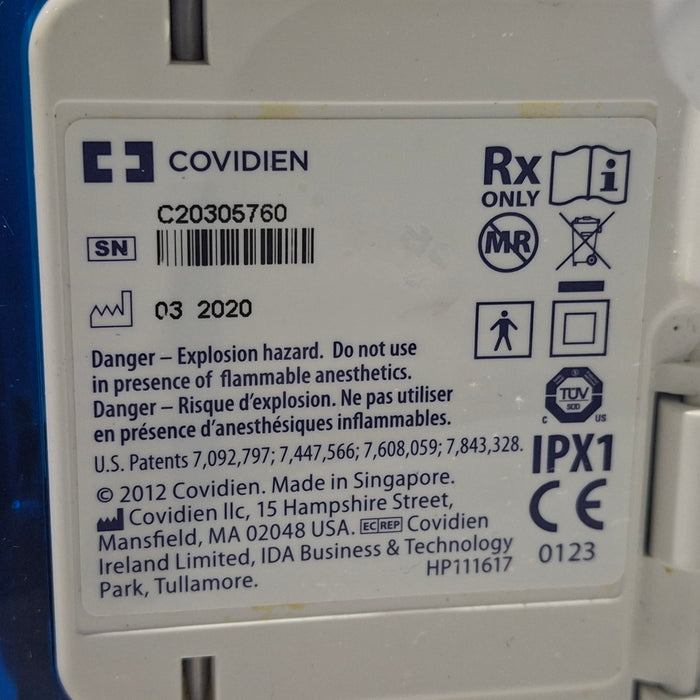 COVIDIEN
C20305760
SN
03 2020
Rx
ONLY
i
MR
Danger – Explosion hazard. Do not use
in presence of flammable anesthetics.
Danger – Risque d'explosion. Ne pas utiliser
en présence d'anesthésiques inflammables.
U.S. Patents 7,092,797; 7,447,566; 7,608,059; 7,843,328.
© 2012 Covidien. Made in Singapore.
Covidien llc, 15 Hampshire Street,
Mansfield, MA 02048 USA. EC REP Covidien
Ireland Limited, IDA Business & Technology
Park, Tullamore.
HP111617
TÜV
SÜD
C US
IPX1
CE
0123